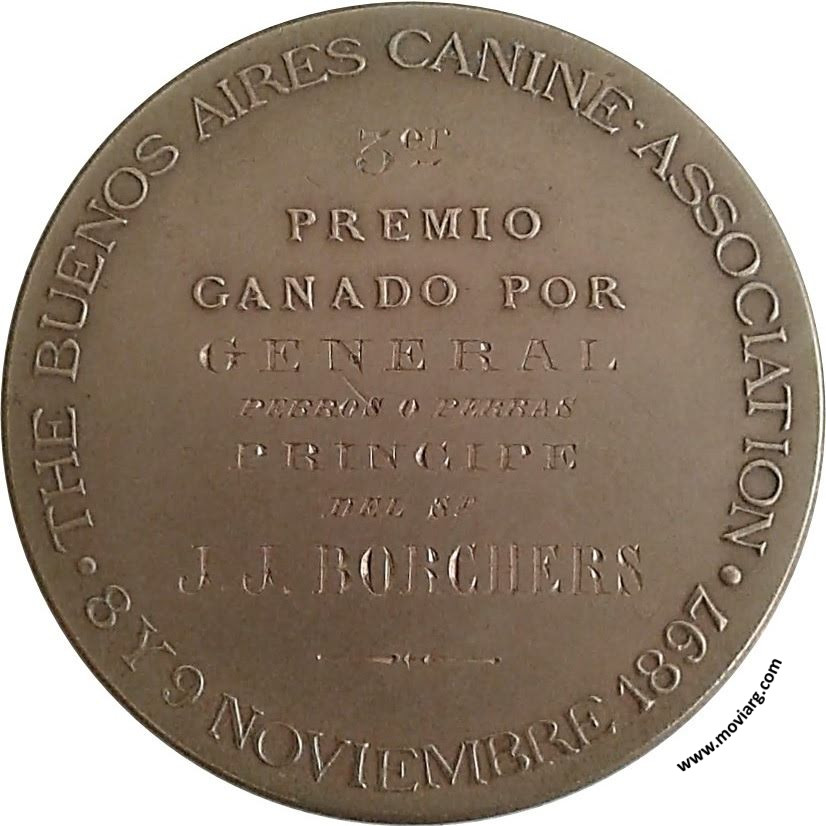 THE BUENOS AIRES CANINE-ASSOCIATION
3er
PREMIO
GANADO POR
GENERAL
PERROS O PERRAS
PRINCIPE
DEL Sr
J. J. BORCHERS
• 8 Y 9 NOVIEMBRE 1897 •
www.moviarg.com